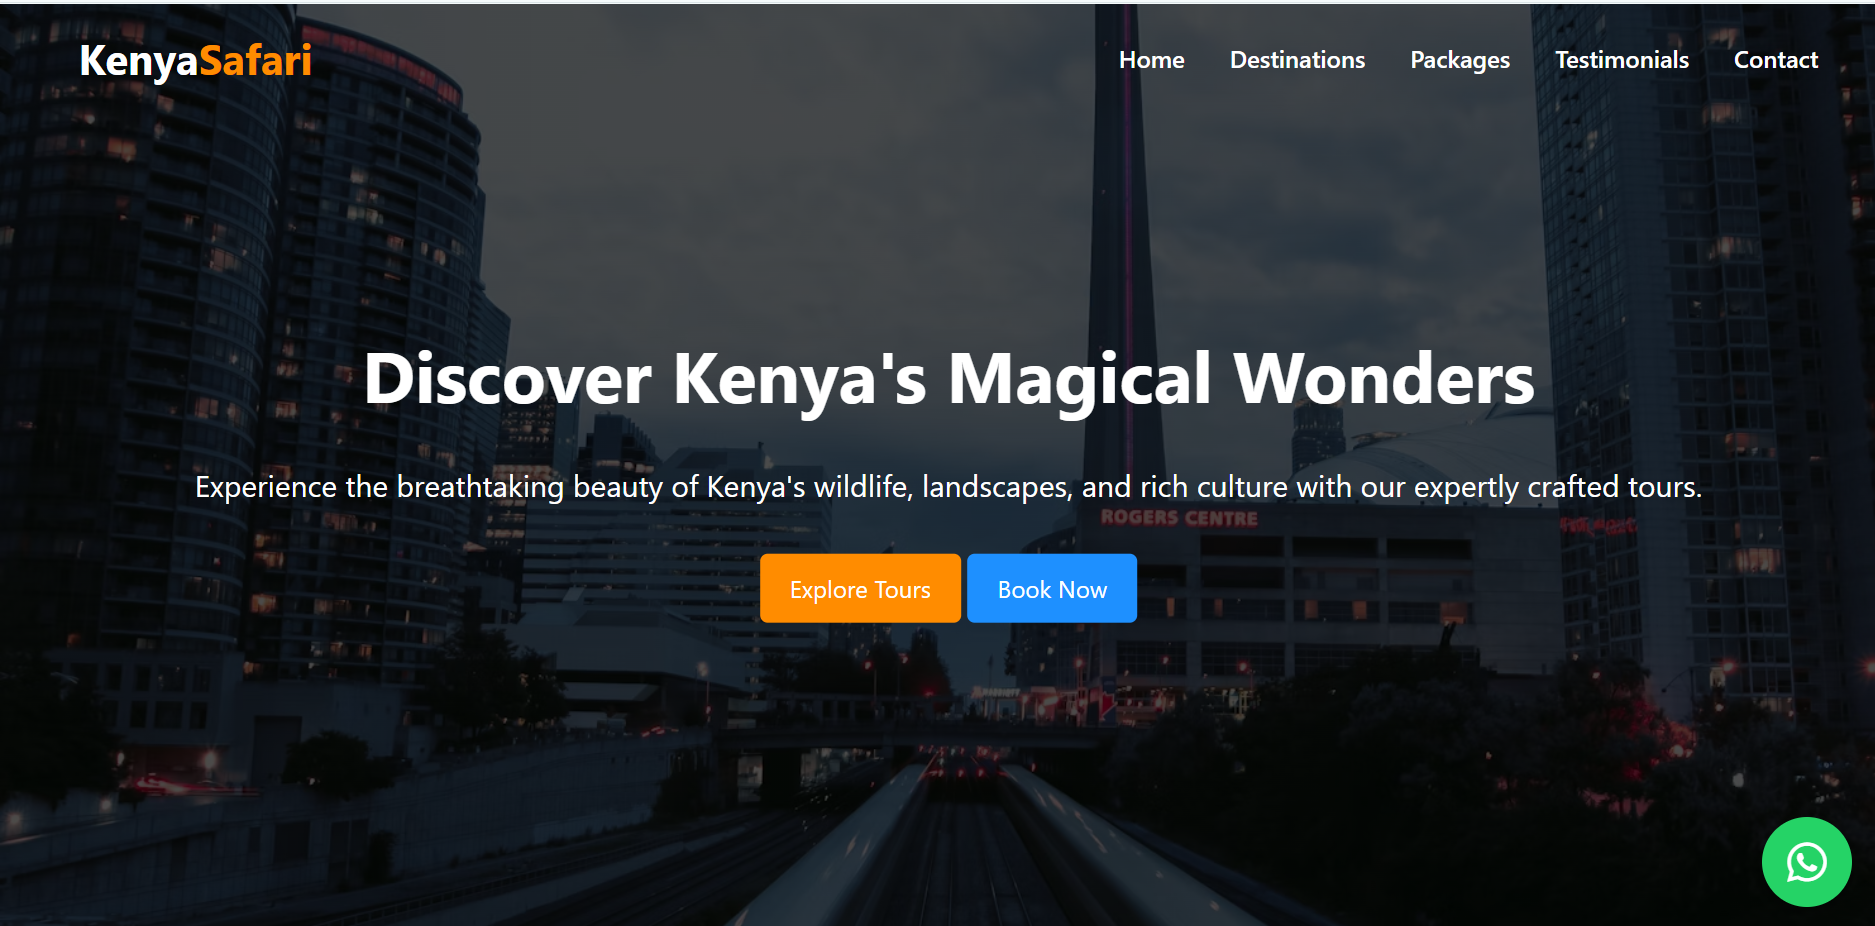 KenyaSafari
Home Destinations Packages Testimonials Contact
Discover Kenya's Magical Wonders
Experience the breathtaking beauty of Kenya's wildlife, landscapes, and rich culture with our expertly crafted tours.
ROGERS CENTRE
Explore Tours Book Now